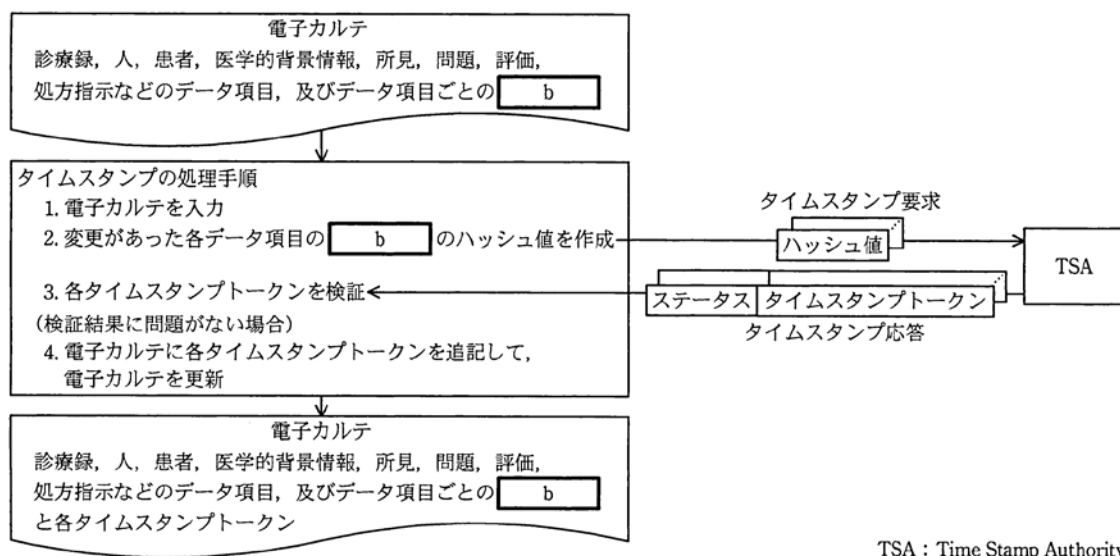 電子カルテ
診療録，人，患者，医学的背景情報，所見，問題，評価，
処方指示などのデータ項目，及びデータ項目ごとの b
タイムスタンプの処理手順
1. 電子カルテを入力
2. 変更があった各データ項目の b のハッシュ値を作成
タイムスタンプ要求
ハッシュ値
TSA
3. 各タイムスタンプトークンを検証
ステータス タイムスタンプトークン
タイムスタンプ応答
(検証結果に問題がない場合)
4. 電子カルテに各タイムスタンプトークンを追記して，
電子カルテを更新
電子カルテ
診療録，人，患者，医学的背景情報，所見，問題，評価，
処方指示などのデータ項目，及びデータ項目ごとの b
と各タイムスタンプトークン
TSA：Time Stamp Authority